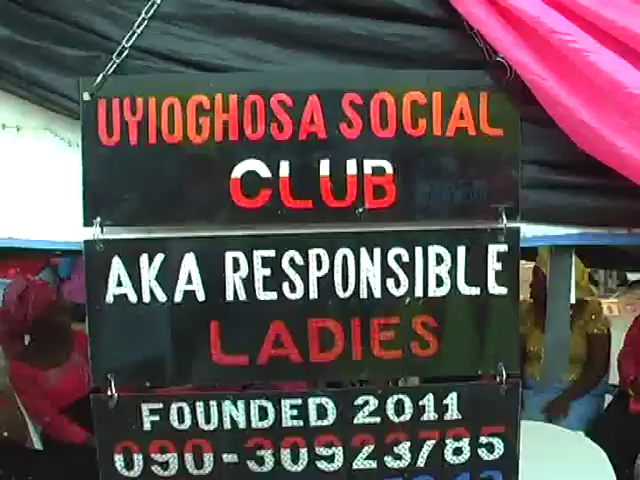 UYIOGHOSA SOCIAL
CLUB
AKA RESPONSIBLE
LADIES
FOUNDED 2011
090-30923785